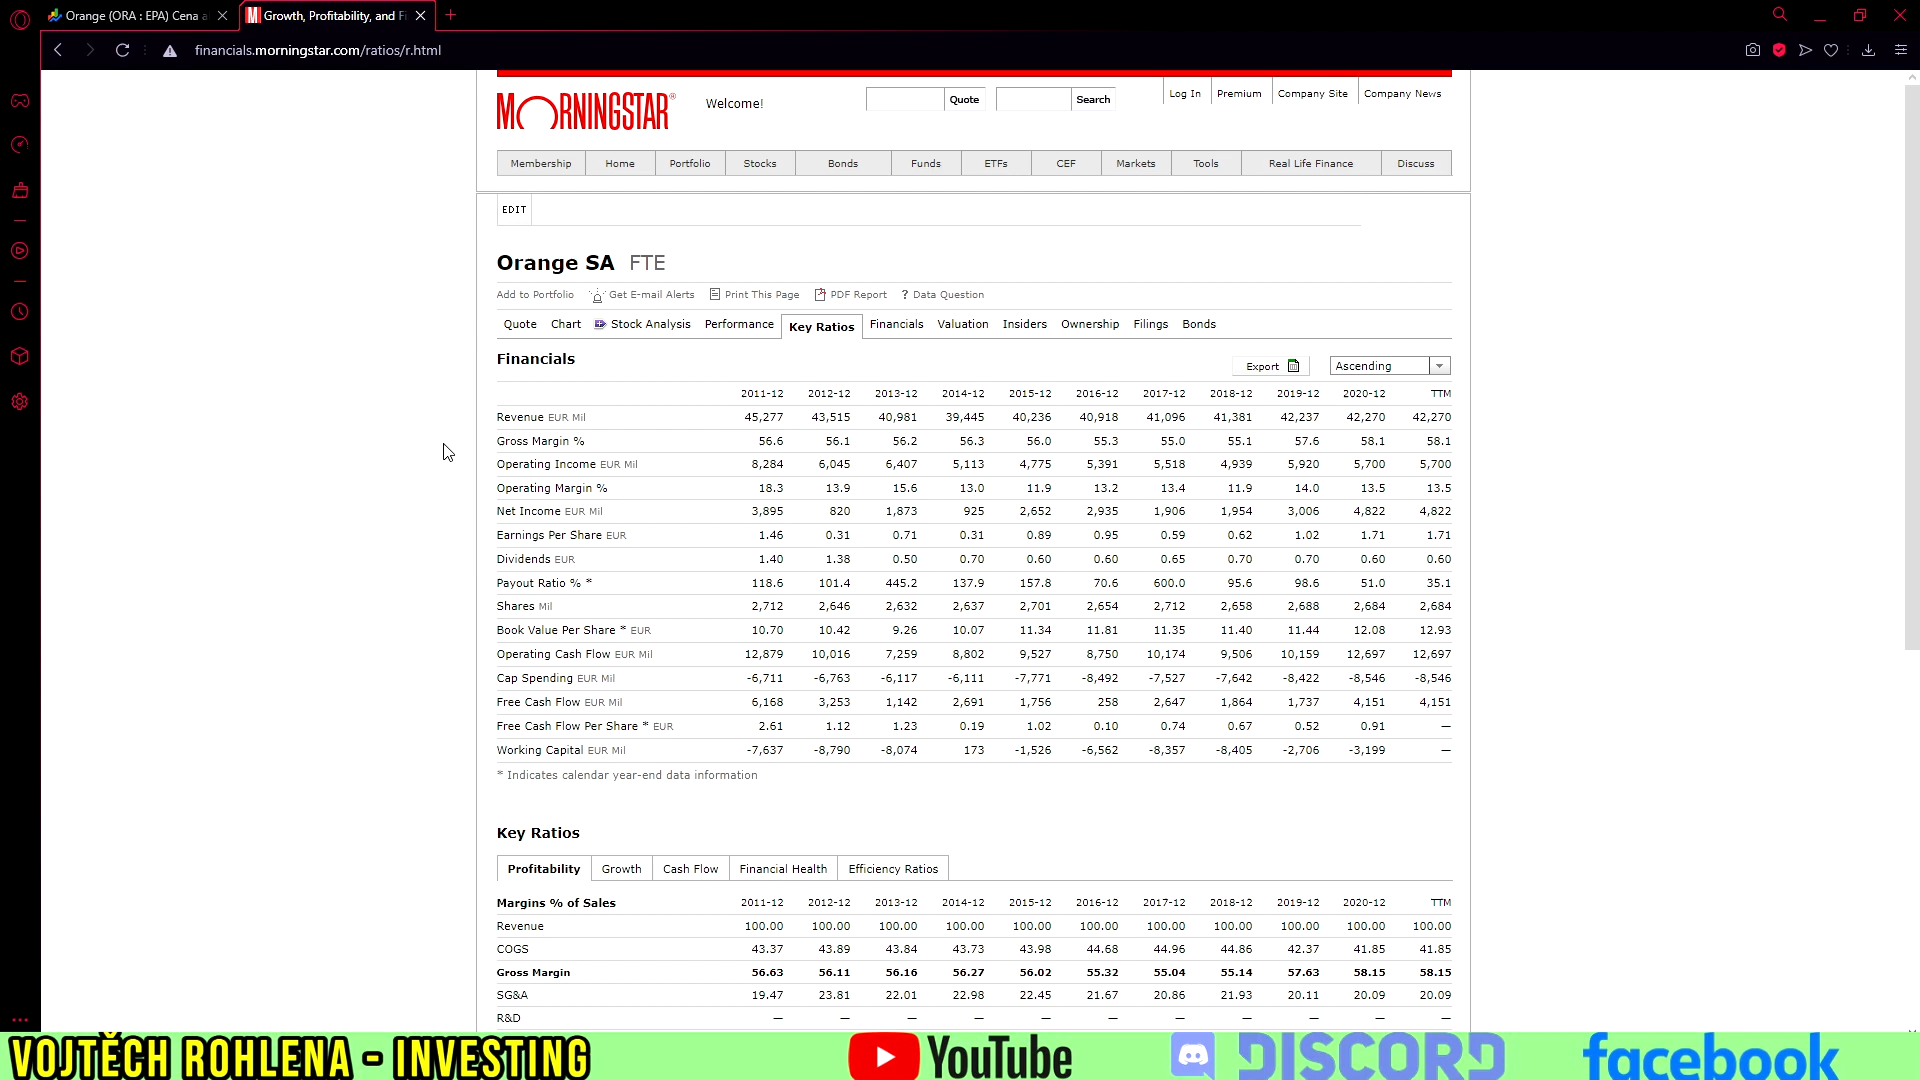 Orange (ORA : EPA) Cena a
Growth, Profitability, and Fi
financials.morningstar.com/ratios/r.html
MORNINGSTAR®
Welcome!
Quote
Search
Log In Premium Company Site Company News
Membership Home Portfolio Stocks Bonds Funds ETFs CEF Markets Tools Real Life Finance Discuss
EDIT
Orange SA FTE
Add to Portfolio Get E-mail Alerts Print This Page PDF Report ? Data Question
Quote Chart Stock Analysis Performance Key Ratios Financials Valuation Insiders Ownership Filings Bonds
Financials
Export Ascending
2011-12 2012-12 2013-12 2014-12 2015-12 2016-12 2017-12 2018-12 2019-12 2020-12 TTM
Revenue EUR Mil 45,277 43,515 40,981 39,445 40,236 40,918 41,096 41,381 42,237 42,270 42,270
Gross Margin % 56.6 56.1 56.2 56.3 56.0 55.3 55.0 55.1 57.6 58.1 58.1
Operating Income EUR Mil 8,284 6,045 6,407 5,113 4,775 5,391 5,518 4,939 5,920 5,700 5,700
Operating Margin % 18.3 13.9 15.6 13.0 11.9 13.2 13.4 11.9 14.0 13.5 13.5
Net Income EUR Mil 3,895 820 1,873 925 2,652 2,935 1,906 1,954 3,006 4,822 4,822
Earnings Per Share EUR 1.46 0.31 0.71 0.31 0.89 0.95 0.59 0.62 1.02 1.71 1.71
Dividends EUR 1.40 1.38 0.50 0.70 0.60 0.60 0.65 0.70 0.70 0.60 0.60
Payout Ratio % * 118.6 101.4 445.2 137.9 157.8 70.6 600.0 95.6 98.6 51.0 35.1
Shares Mil 2,712 2,646 2,632 2,637 2,701 2,654 2,712 2,658 2,688 2,684 2,684
Book Value Per Share * EUR 10.70 10.42 9.26 10.07 11.34 11.81 11.35 11.40 11.44 12.08 12.93
Operating Cash Flow EUR Mil 12,879 10,016 7,259 8,802 9,527 8,750 10,174 9,506 10,159 12,697 12,697
Cap Spending EUR Mil -6,711 -6,763 -6,117 -6,111 -7,771 -8,492 -7,527 -7,642 -8,422 -8,546 -8,546
Free Cash Flow EUR Mil 6,168 3,253 1,142 2,691 1,756 258 2,647 1,864 1,737 4,151 4,151
Free Cash Flow Per Share * EUR 2.61 1.12 1.23 0.19 1.02 0.10 0.74 0.67 0.52 0.91 —
Working Capital EUR Mil -7,637 -8,790 -8,074 173 -1,526 -6,562 -8,357 -8,405 -2,706 -3,199 —
* Indicates calendar year-end data information
Key Ratios
Profitability Growth Cash Flow Financial Health Efficiency Ratios
Margins % of Sales 2011-12 2012-12 2013-12 2014-12 2015-12 2016-12 2017-12 2018-12 2019-12 2020-12 TTM
Revenue 100.00 100.00 100.00 100.00 100.00 100.00 100.00 100.00 100.00 100.00 100.00
COGS 43.37 43.89 43.84 43.73 43.98 44.68 44.96 44.86 42.37 41.85 41.85
Gross Margin 56.63 56.11 56.16 56.27 56.02 55.32 55.04 55.14 57.63 58.15 58.15
SG&A 19.47 23.81 22.01 22.98 22.45 21.67 20.86 21.93 20.11 20.09 20.09
R&D — — — — — — — — — — —
VOJTĚCH ROHLENA - INVESTING YouTube DISCORD facebook